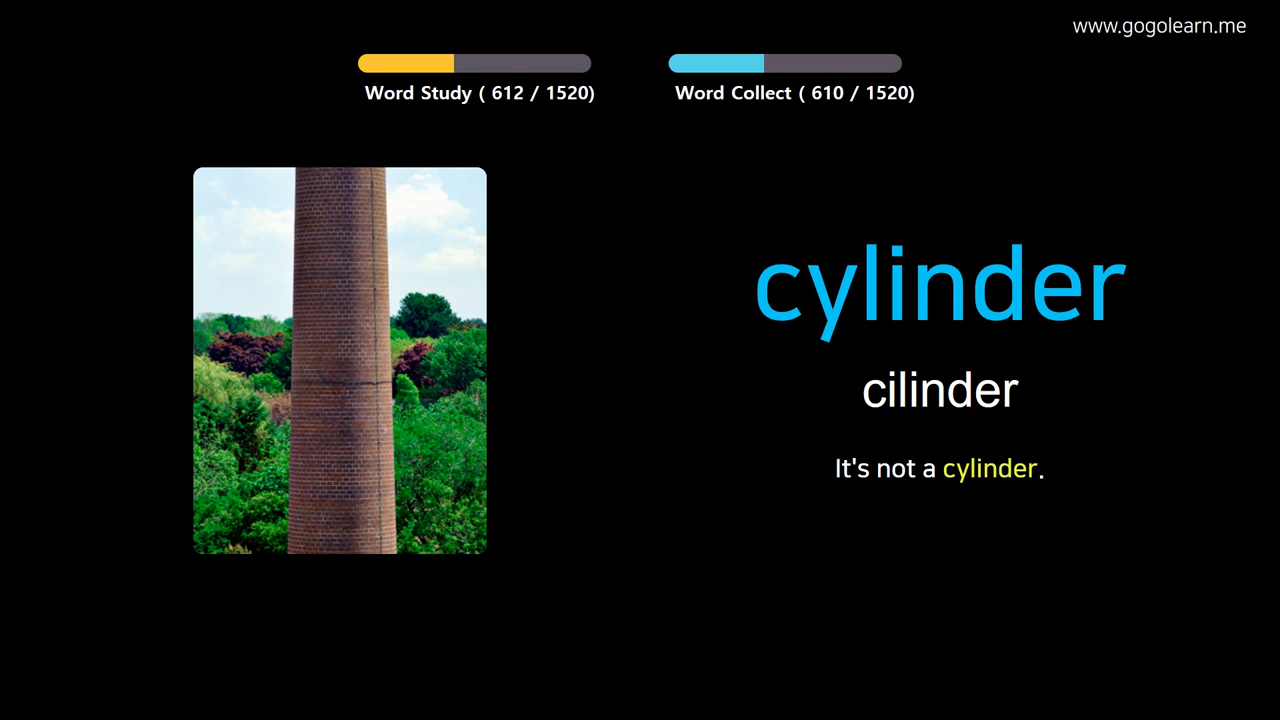 www.gogolearn.me
Word Study ( 612 / 1520)
Word Collect ( 610 / 1520)
cylinder
cilinder
It's not a cylinder.